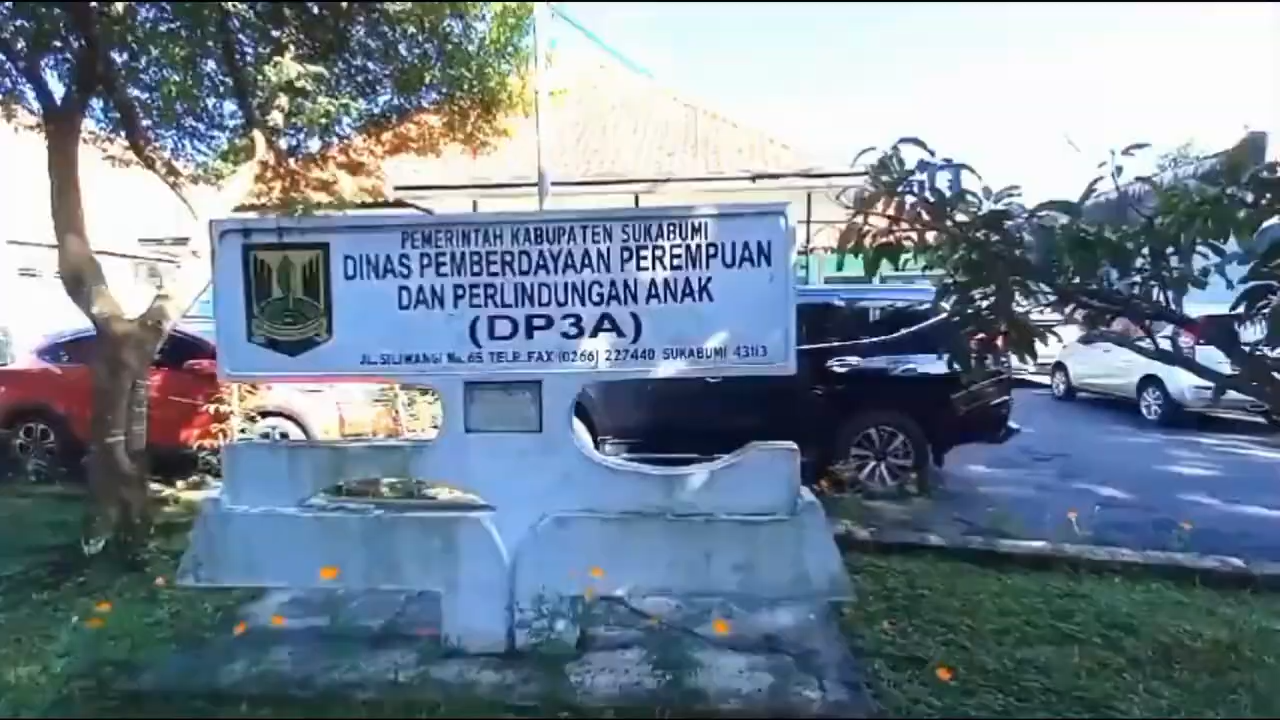 PEMERINTAH KABUPATEN SUKABUMI
DINAS PEMBERDAYAAN PEREMPUAN
DAN PERLINDUNGAN ANAK
(DP3A)
JL. SILIWANGI No. 65 TELP. FAX (0266) 227440 SUKABUMI 43113